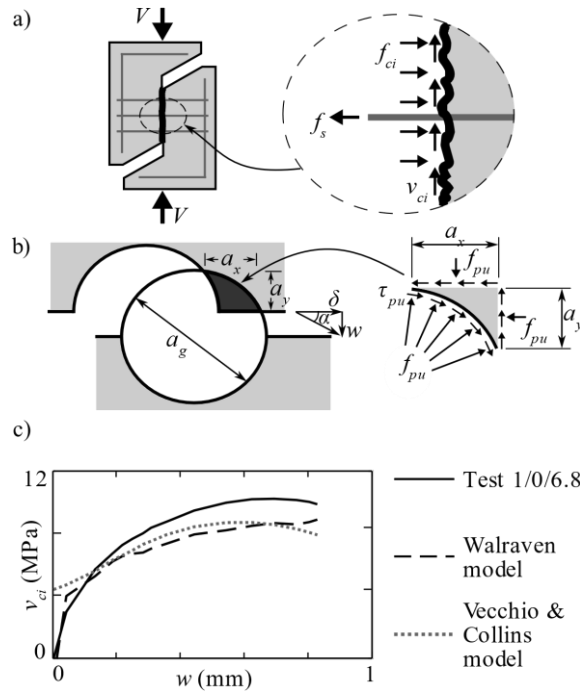 a)
V
V
f_s
f_ci
v_ci
b)
a_x
a_y
δ
α
w
a_g
a_x
f_pu
τ_pu
f_pu
a_y
f_pu
c)
12
v_ci (MPa)
0
0
w (mm)
1
Test 1/0/6.8
Walraven
model
Vecchio &
Collins
model